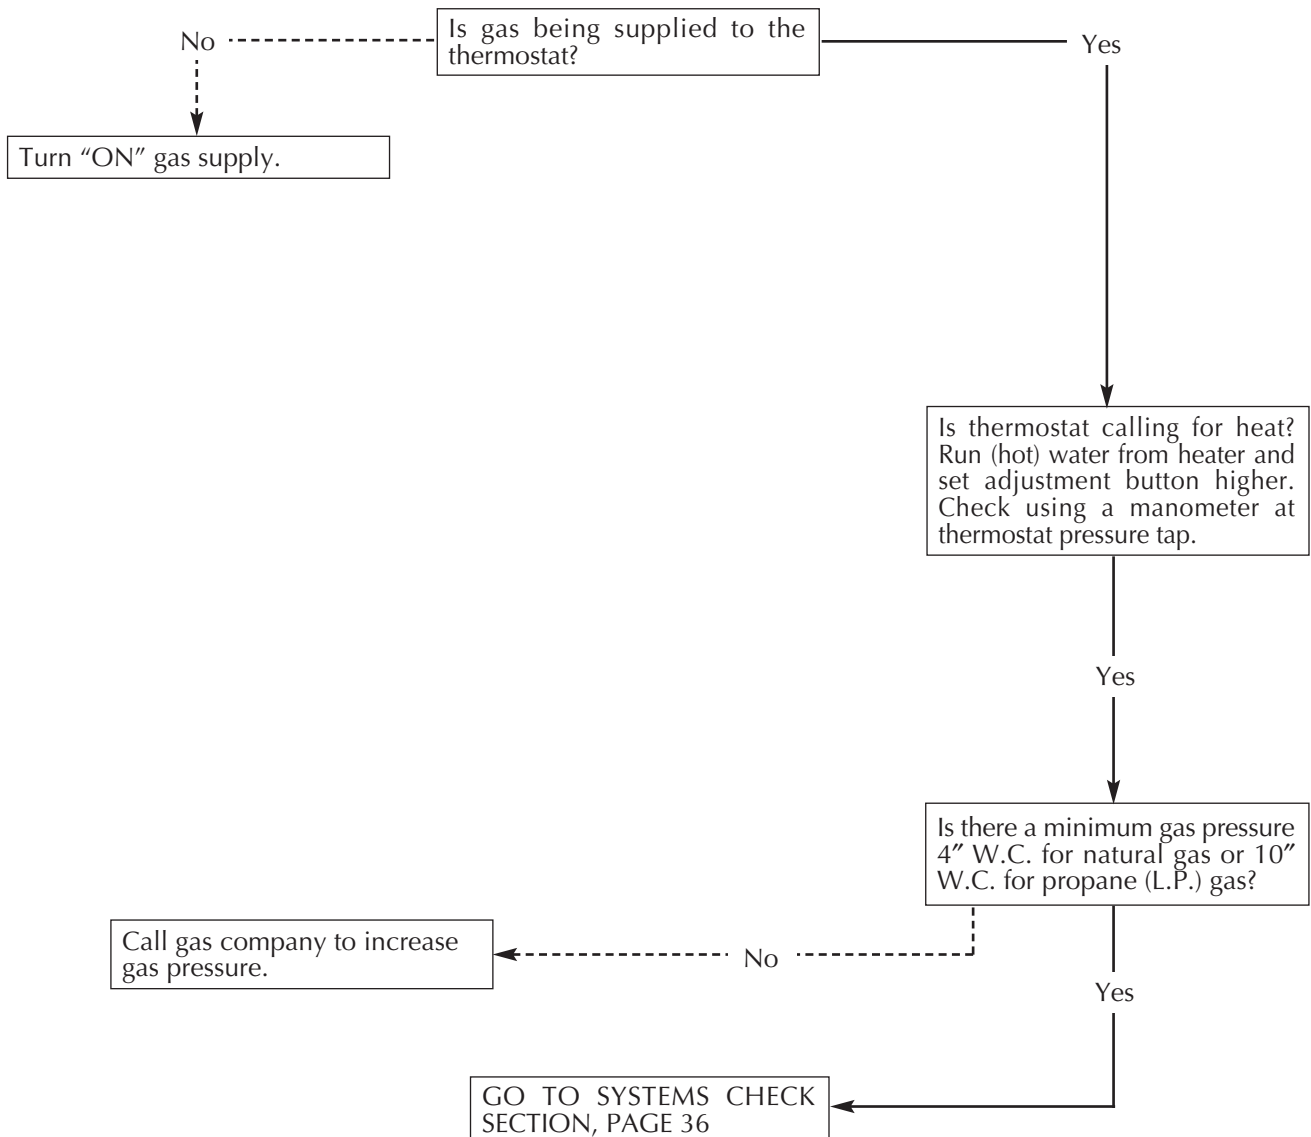 Is gas being supplied to the
thermostat?
No
Yes
Turn “ON” gas supply.
Is thermostat calling for heat?
Run (hot) water from heater and
set adjustment button higher.
Check using a manometer at
thermostat pressure tap.
Yes
Is there a minimum gas pressure
4″ W.C. for natural gas or 10″
W.C. for propane (L.P.) gas?
Call gas company to increase
gas pressure.
No
Yes
GO TO SYSTEMS CHECK
SECTION, PAGE 36